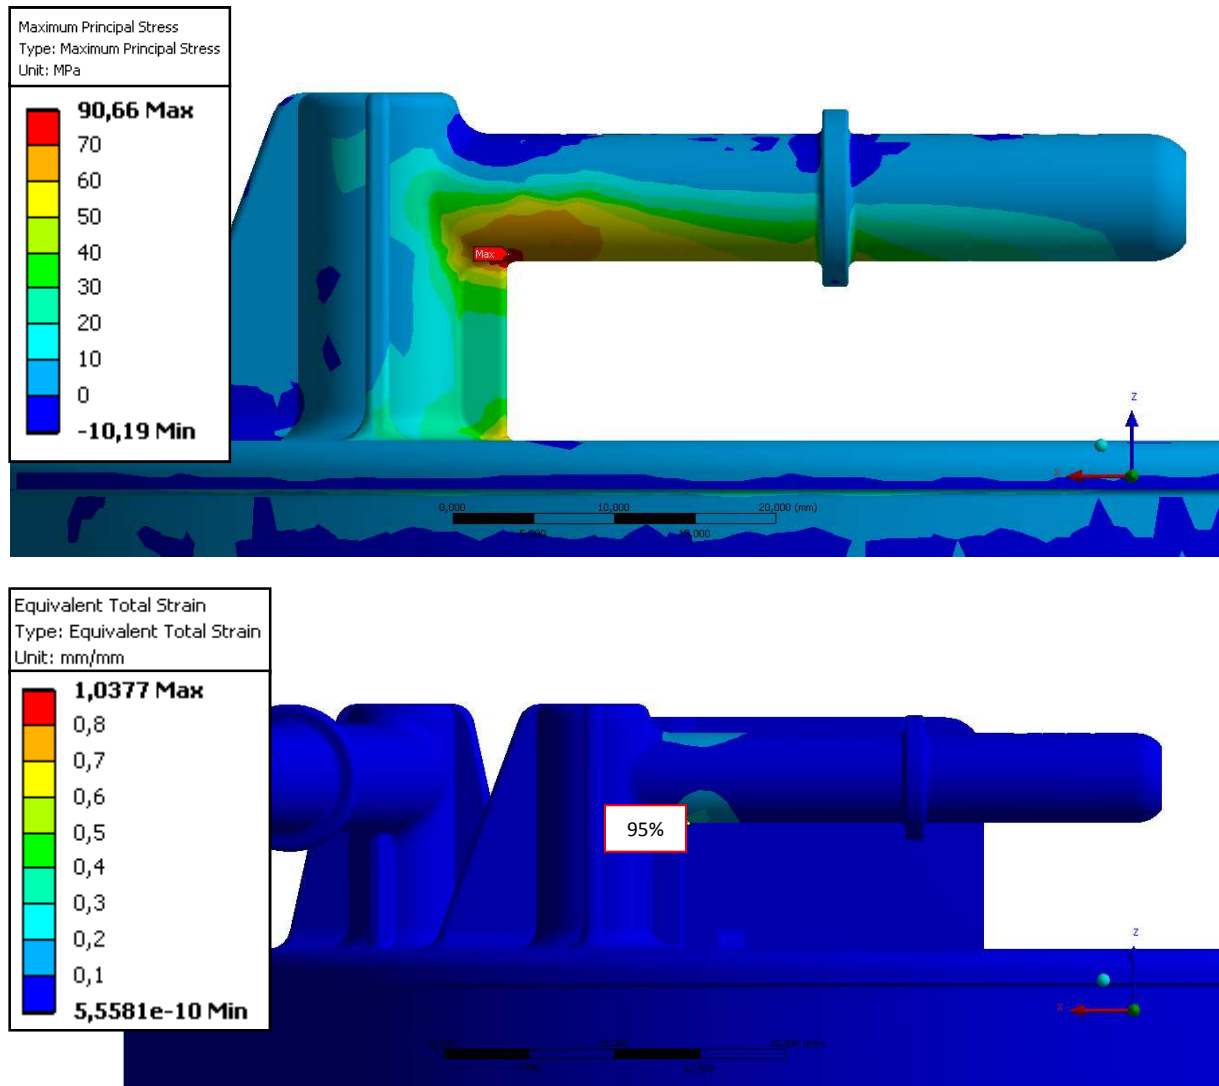 Maximum Principal Stress
Type: Maximum Principal Stress
Unit: MPa
90,66 Max
70
60
50
40
30
20
10
0
-10,19 Min
Max
Z
X
0,000 10,000 20,000 (mm)
5,000
Equivalent Total Strain
Type: Equivalent Total Strain
Unit: mm/mm
1,0377 Max
0,8
0,7
0,6
0,5
0,4
0,3
0,2
0,1
5,5581e-10 Min
95%
Z
X